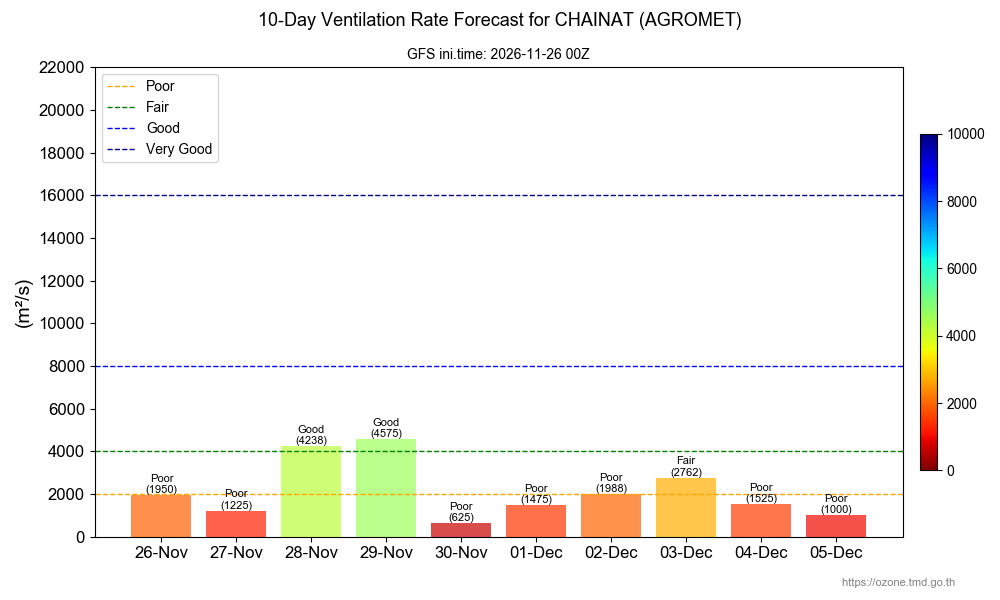 10-Day Ventilation Rate Forecast for CHAINAT (AGROMET)
GFS ini.time: 2026-11-26 00Z
(m²/s)
22000
20000
18000
16000
14000
12000
10000
8000
6000
4000
2000
0
Poor
Fair
Good
Very Good
Poor
(1950)
Poor
(1225)
Good
(4238)
Good
(4575)
Poor
(625)
Poor
(1475)
Poor
(1988)
Fair
(2762)
Poor
(1525)
Poor
(1000)
26-Nov
27-Nov
28-Nov
29-Nov
30-Nov
01-Dec
02-Dec
03-Dec
04-Dec
05-Dec
10000
8000
6000
4000
2000
0
https://ozone.tmd.go.th